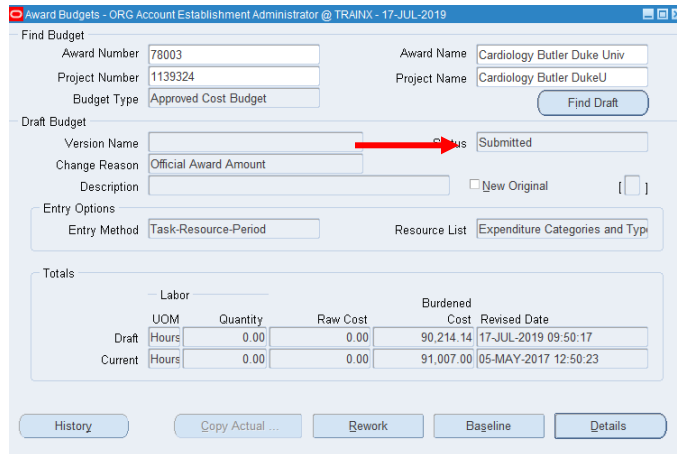 Award Budgets - ORG Account Establishment Administrator @ TRAINX - 17-JUL-2019
Find Budget
Award Number 78003 Award Name Cardiology Butler Duke Univ
Project Number 1139324 Project Name Cardiology Butler DukeU
Budget Type Approved Cost Budget
Find Draft
Draft Budget
Version Name Status Submitted
Change Reason Official Award Amount
Description New Original [ ]
Entry Options
Entry Method Task-Resource-Period Resource List Expenditure Categories and Typ
Totals
Labor
Burdened
UOM Quantity Raw Cost Cost Revised Date
Draft Hours 0.00 0.00 90,214.14 17-JUL-2019 09:50:17
Current Hours 0.00 0.00 91,007.00 05-MAY-2017 12:50:23
History Copy Actual ... Rework Baseline Details